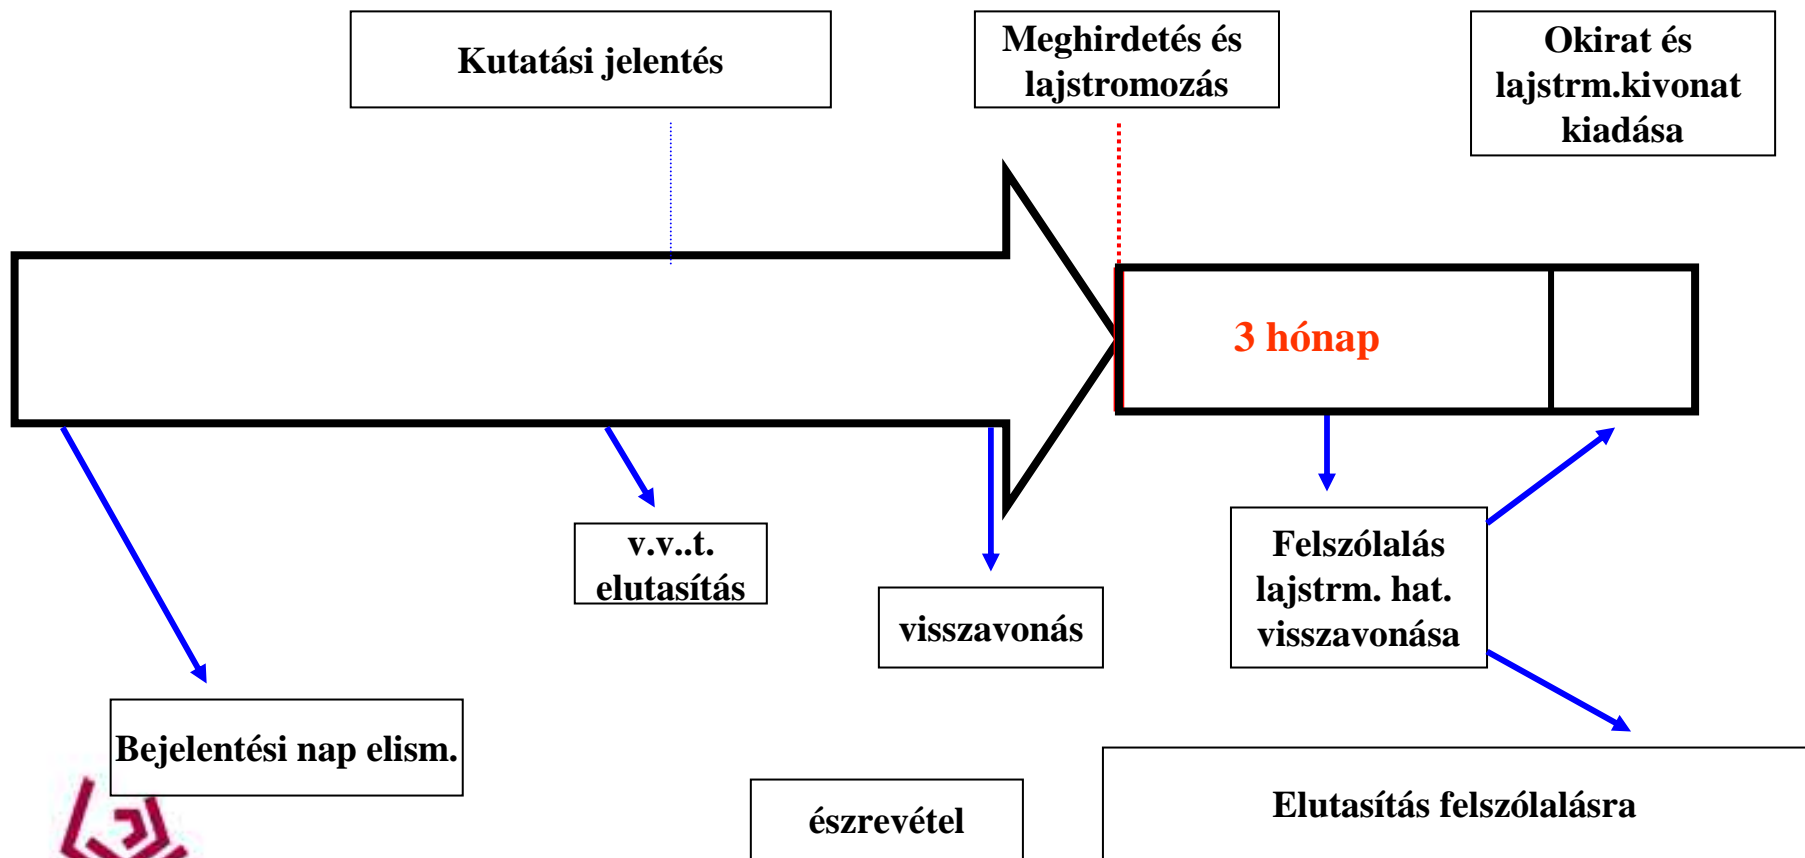 Kutatási jelentés
Meghirdetés és
lajstromozás
Okirat és
lajstrm.kivonat
kiadása
3 hónap
v.v..t.
elutasítás
visszavonás
Felszólalás
lajstrm. hat.
visszavonása
Bejelentési nap elism.
észrevétel
Elutasítás felszólalásra